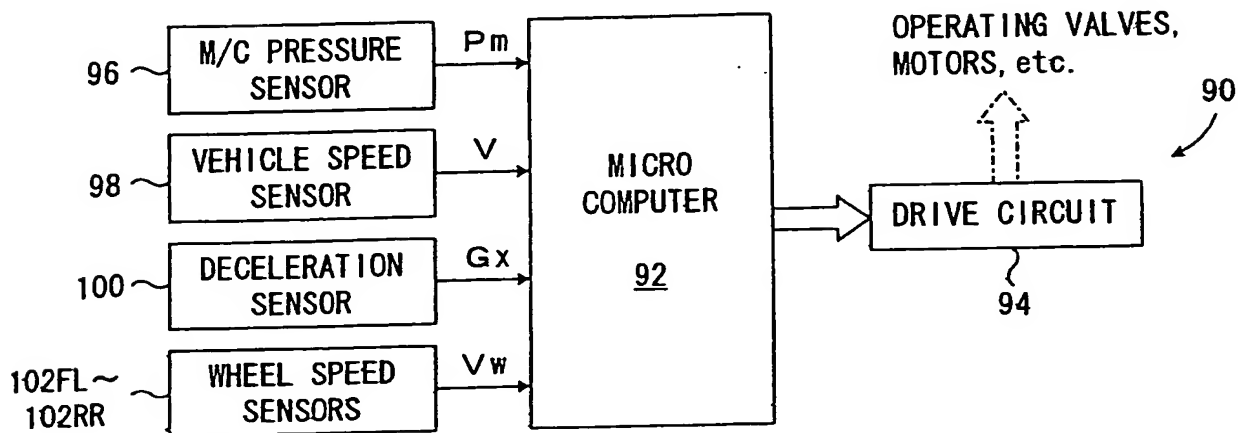 M/C PRESSURE
SENSOR
96
Pm
VEHICLE SPEED
SENSOR
98
V
DECELERATION
SENSOR
100
Gx
WHEEL SPEED
SENSORS
102FL~
102RR
Vw
MICRO
COMPUTER
92
OPERATING VALVES,
MOTORS, etc.
90
DRIVE CIRCUIT
94